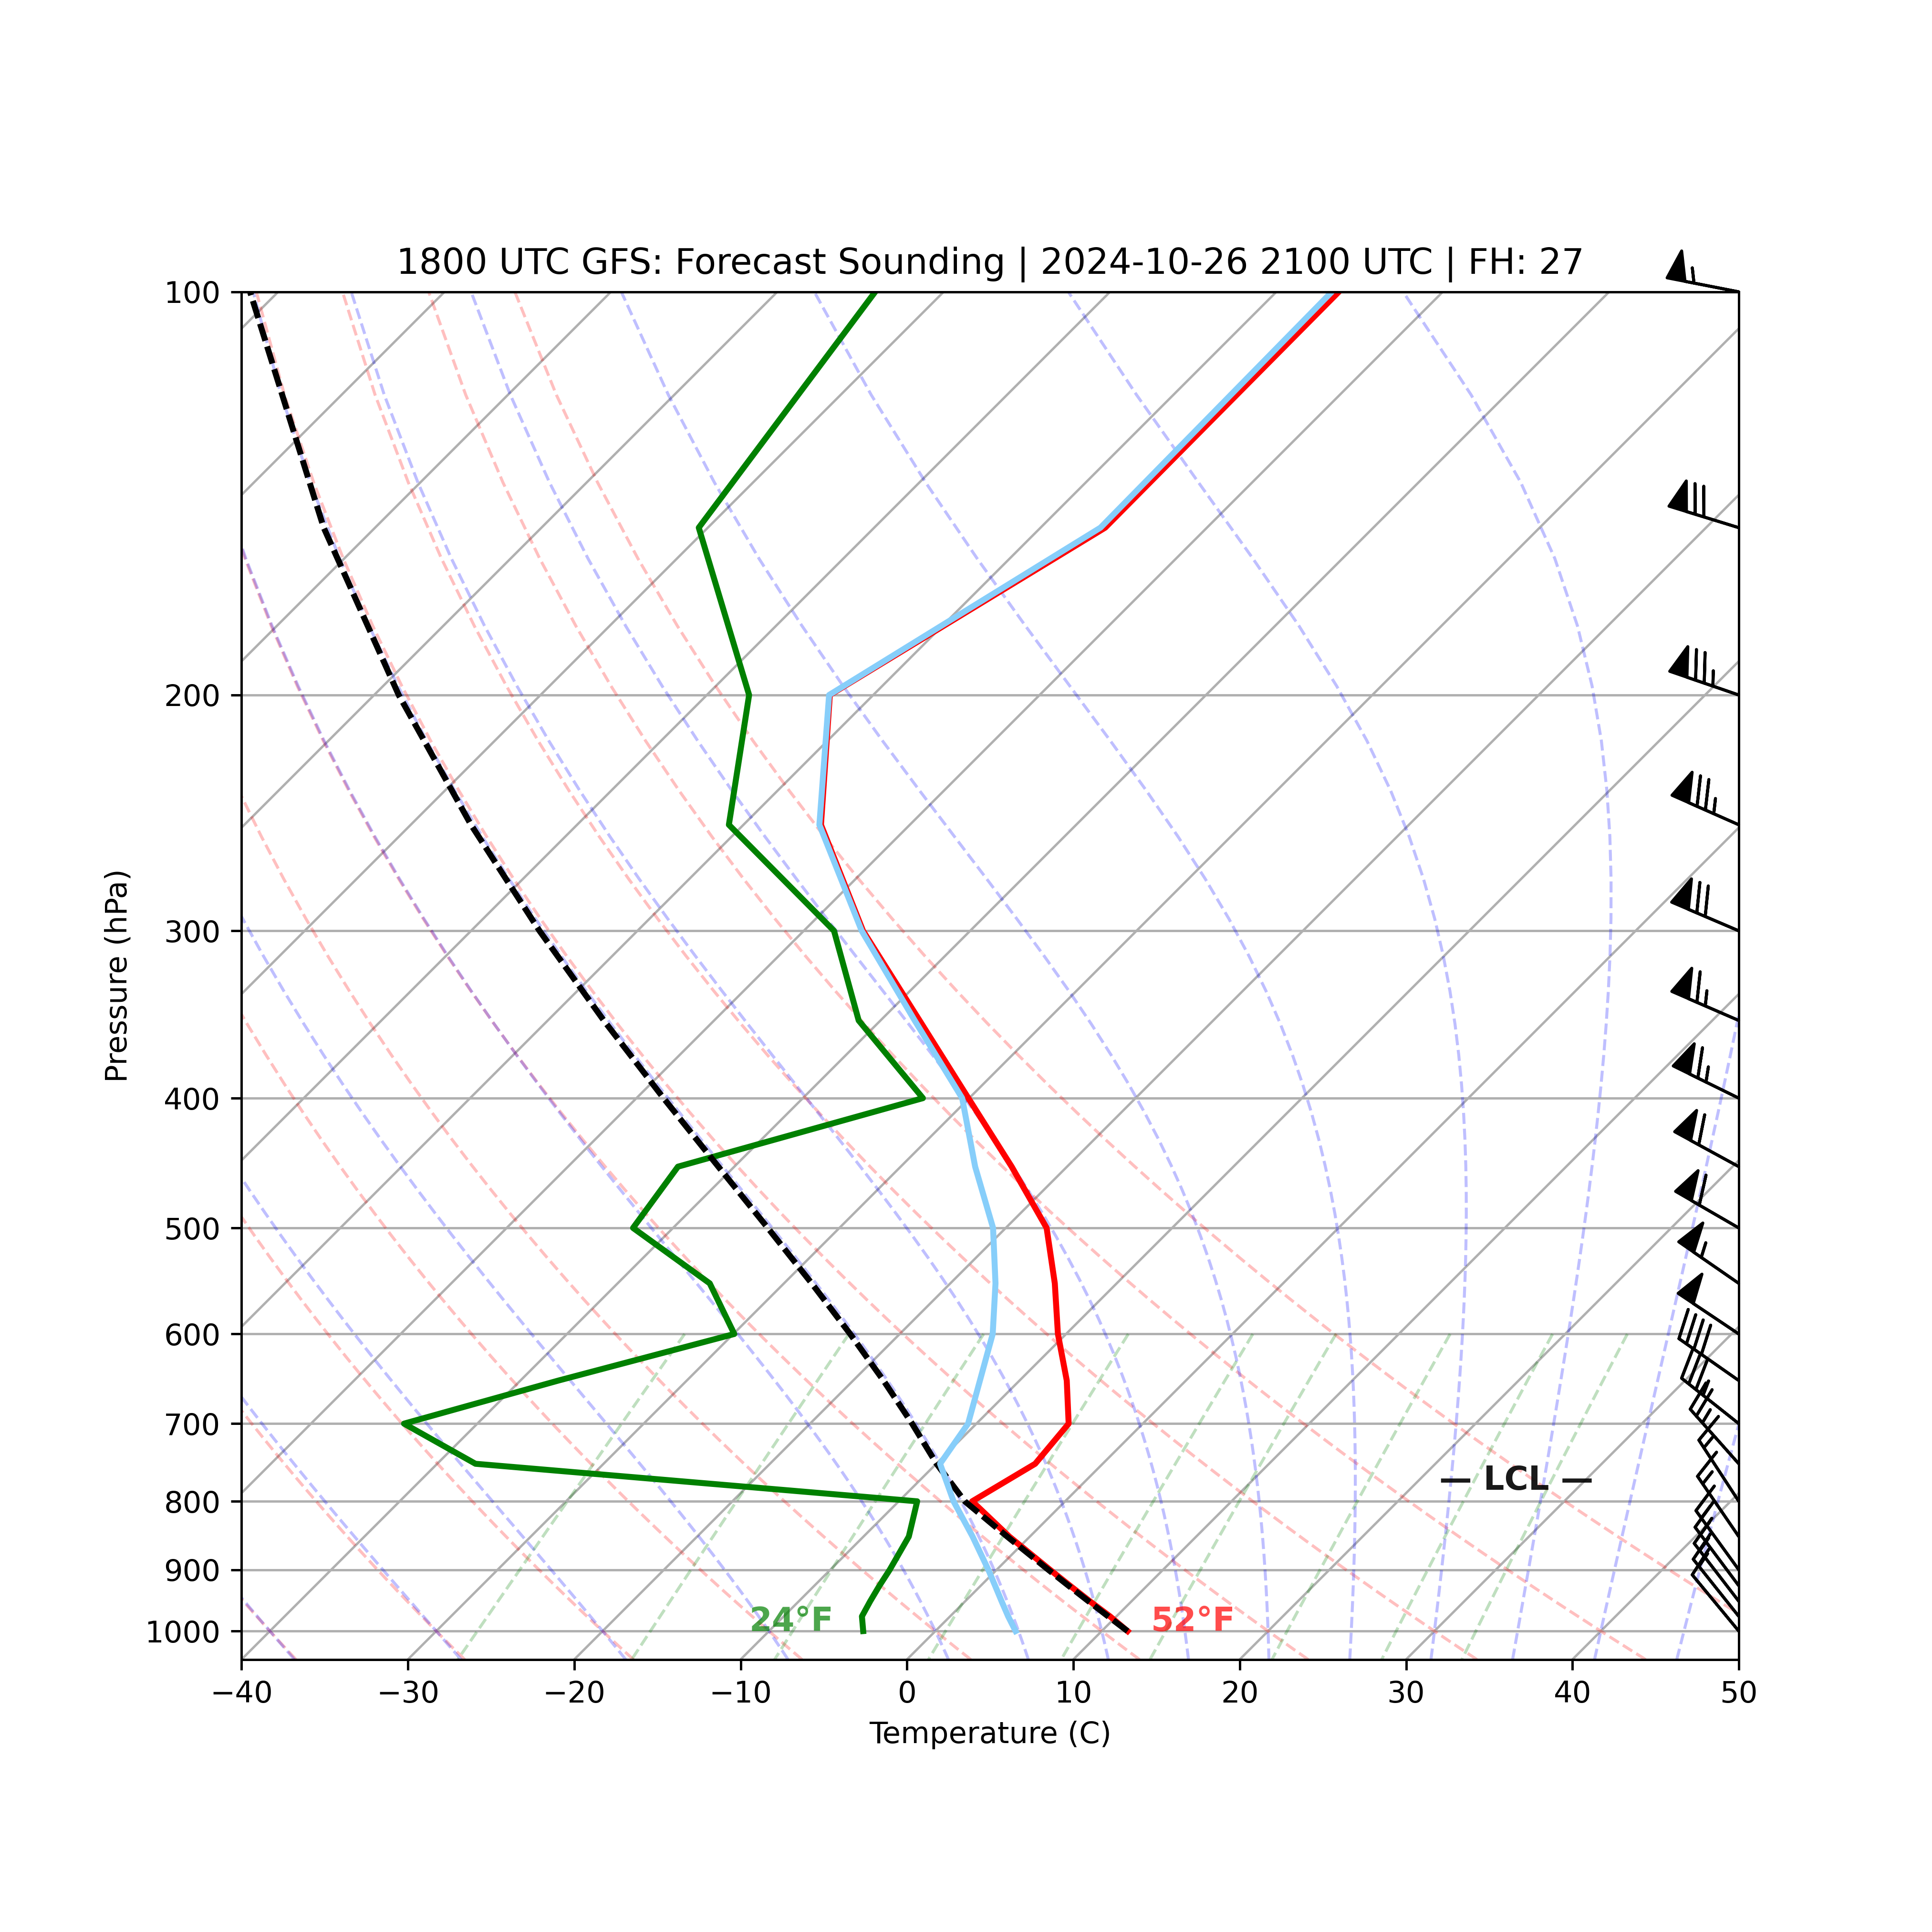 1800 UTC GFS: Forecast Sounding | 2024-10-26 2100 UTC | FH: 27
100
200
300
400
500
600
700
800
900
1000
Pressure (hPa)
— LCL —
24°F
52°F
−40 −30 −20 −10 0 10 20 30 40 50
Temperature (C)